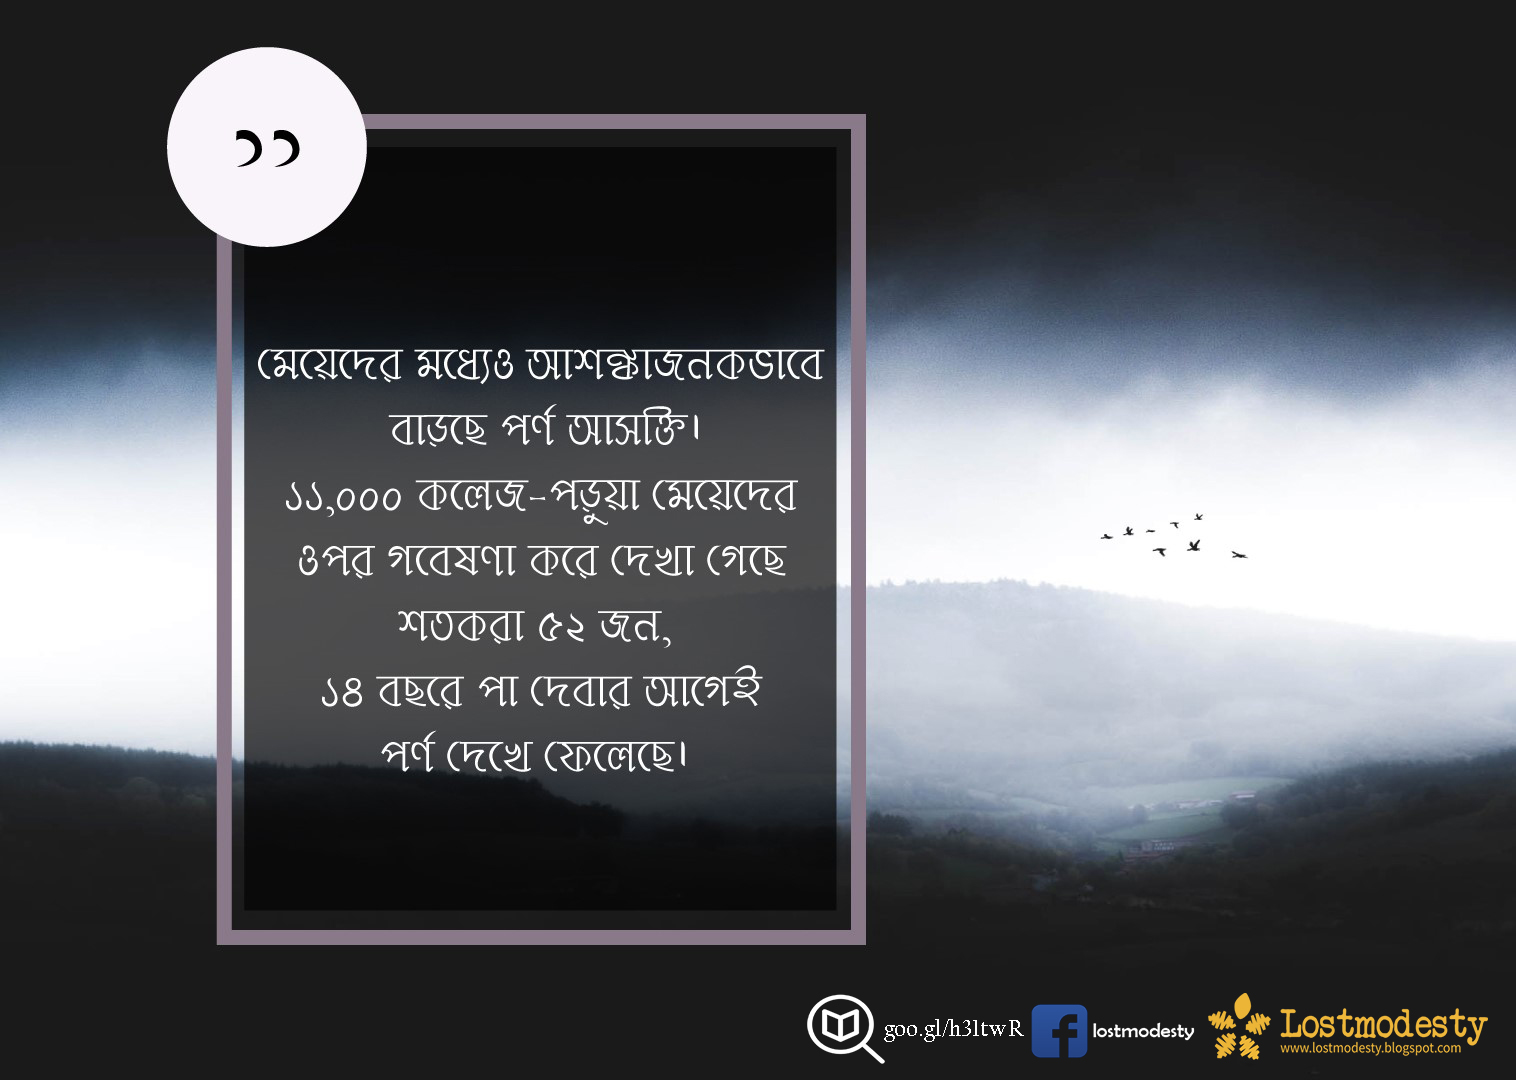 মেয়েদের মধ্যেও আশঙ্কাজনকভাবে
বাড়ছে পর্ণ আসক্তি।
১১,০০০ কলেজ-পড়ুয়া মেয়েদের
ওপর গবেষণা করে দেখা গেছে
শতকরা ৫২ জন,
১৪ বছরে পা দেবার আগেই
পর্ণ দেখে ফেলেছে।
goo.gl/h3ltwR
lostmodesty
Lostmodesty
www.lostmodesty.blogspot.com